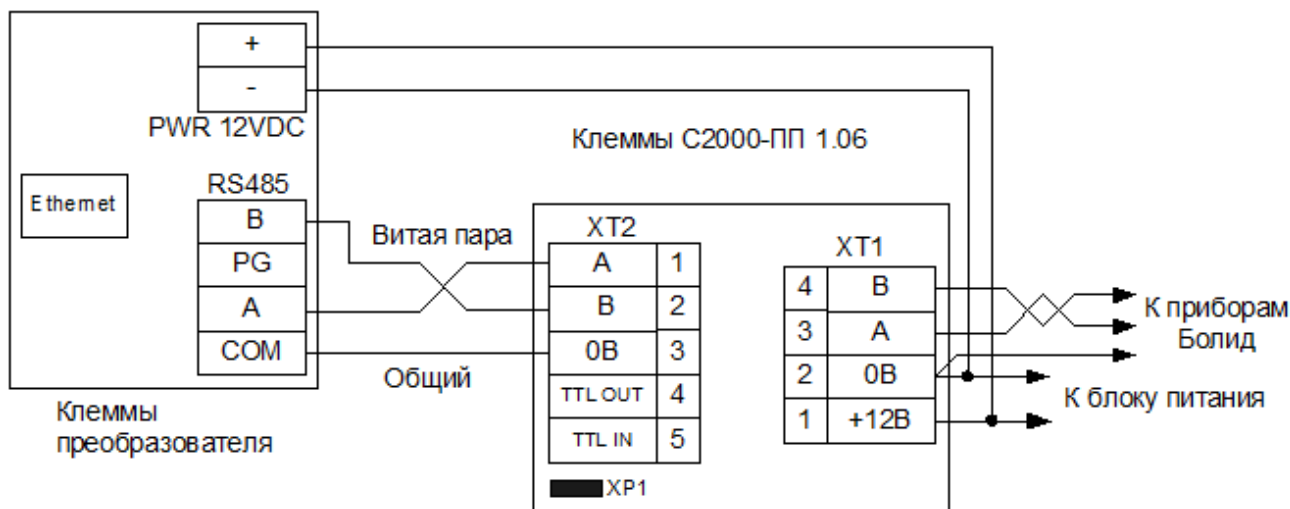 +
-
PWR 12VDC
Клеммы С2000-ПП 1.06
Ethernet
RS485
B
PG
A
COM
Витая пара
Общий
XT2
A 1
B 2
0В 3
TTL OUT 4
TTL IN 5
XP1
XT1
4 B
3 A
2 0В
1 +12В
К приборам
Болид
К блоку питания
Клеммы
преобразователя